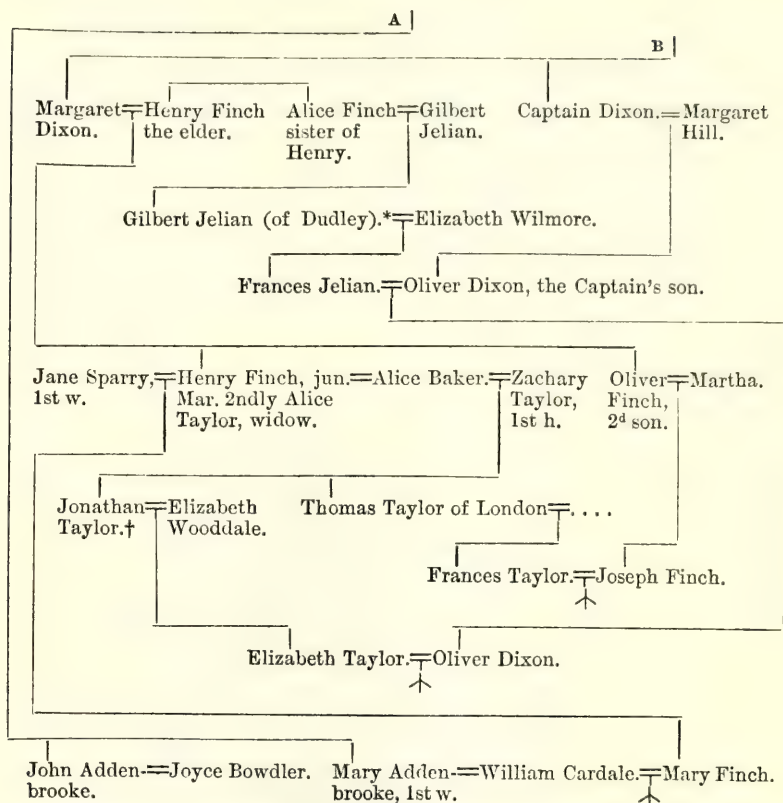 A
B
Margaret Dixon. = Henry Finch the elder. Alice Finch sister of Henry. = Gilbert Jelian. Captain Dixon. = Margaret Hill.
Gilbert Jelian (of Dudley).* = Elizabeth Wilmore.
Frances Jelian. = Oliver Dixon, the Captain's son.
Jane Sparry, 1st w. = Henry Finch, jun. Mar. 2ndly Alice Taylor, widow. = Alice Baker. = Zachary Taylor, 1st h. Oliver Finch, 2d son. = Martha.
Jonathan Taylor.† = Elizabeth Wooddale. Thomas Taylor of London = . . . .
Frances Taylor. = Joseph Finch.
Elizabeth Taylor. = Oliver Dixon.
John Addenbrooke. = Joyce Bowdler. Mary Addenbrooke, 1st w. = William Cardale. = Mary Finch.